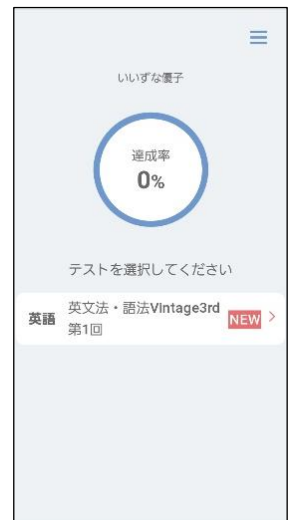 いいずな優子
達成率
0%
テストを選択してください
英語 英文法・語法Vintage3rd NEW
第1回